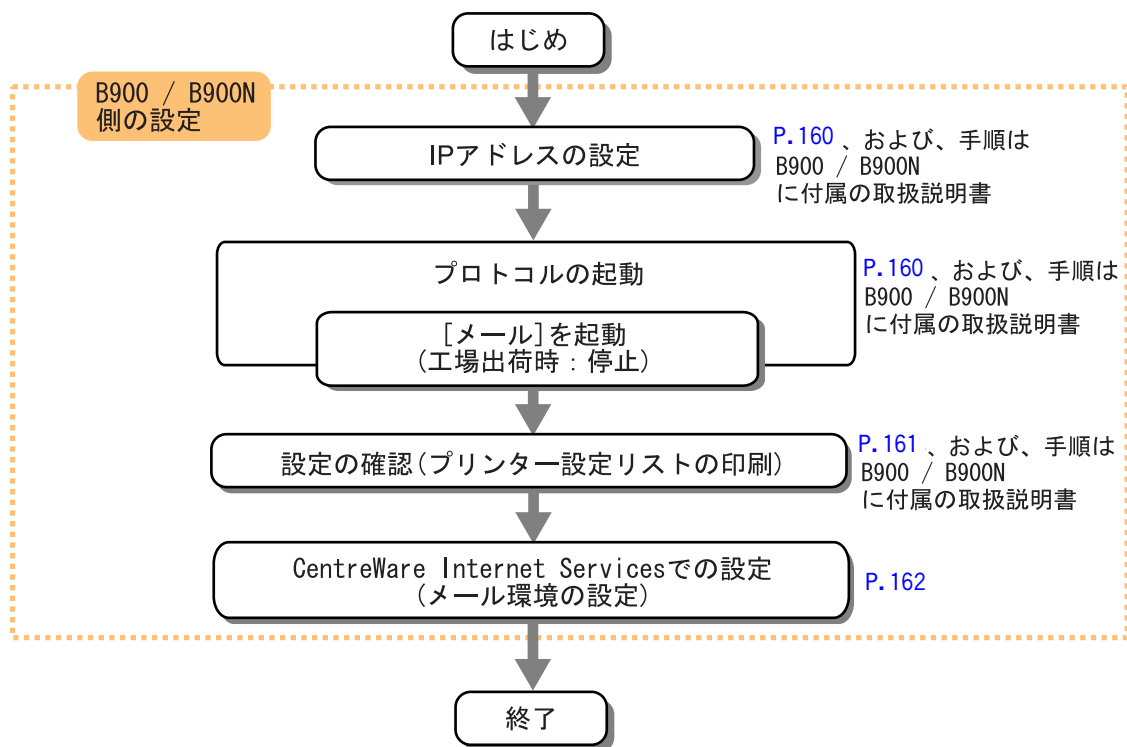 はじめ
B900 / B900N
側の設定
IPアドレスの設定
P.160 、および、手順は
B900 / B900N
に付属の取扱説明書
プロトコルの起動
P.160 、および、手順は
B900 / B900N
に付属の取扱説明書
[メール]を起動
(工場出荷時：停止)
設定の確認(プリンター設定リストの印刷)
P.161 、および、手順は
B900 / B900N
に付属の取扱説明書
CentreWare Internet Servicesでの設定
(メール環境の設定)
P.162
終了